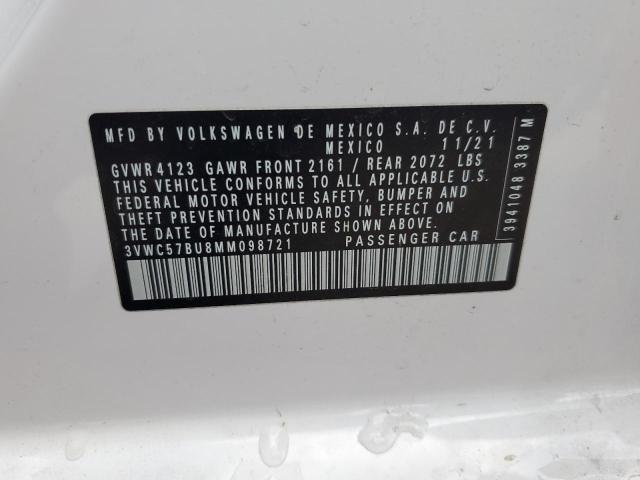 MFD BY VOLKSWAGEN DE MEXICO S.A. DE C.V.
MEXICO 11/21
GVWR 4123 GAWR FRONT 2161 / REAR 2072 LBS
THIS VEHICLE CONFORMS TO ALL APPLICABLE U.S.
FEDERAL MOTOR VEHICLE SAFETY, BUMPER AND
THEFT PREVENTION STANDARDS IN EFFECT ON
THE DATE OF MANUFACTURE SHOWN ABOVE.
3VWC57BU8MM098721 PASSENGER CAR
3941048 3387 M